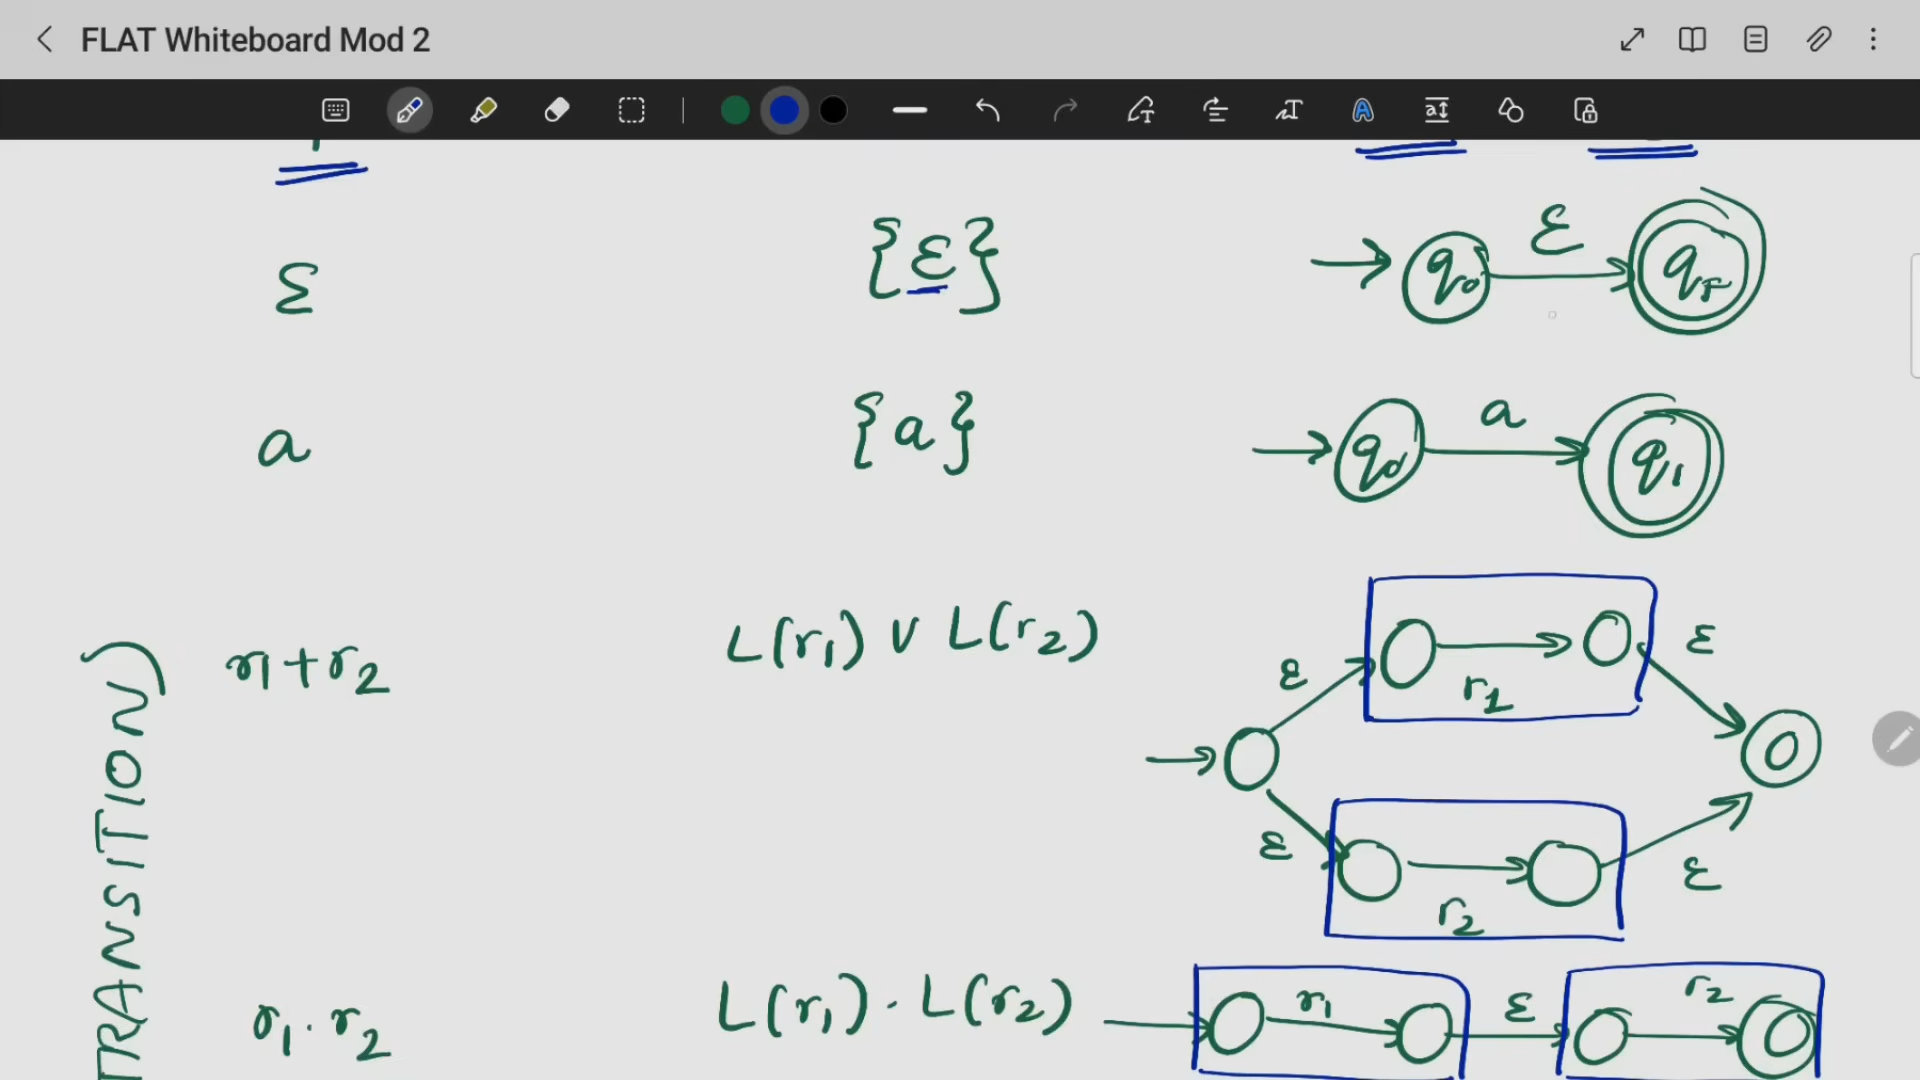 FLAT Whiteboard Mod 2
ε {ε} q0 ε qf
a {a} q0 a q1
r1+r2 L(r1) ∪ L(r2) ε r1 ε
ε r2 ε
r1 . r2 L(r1) . L(r2) r1 ε r2
TRANSITION)